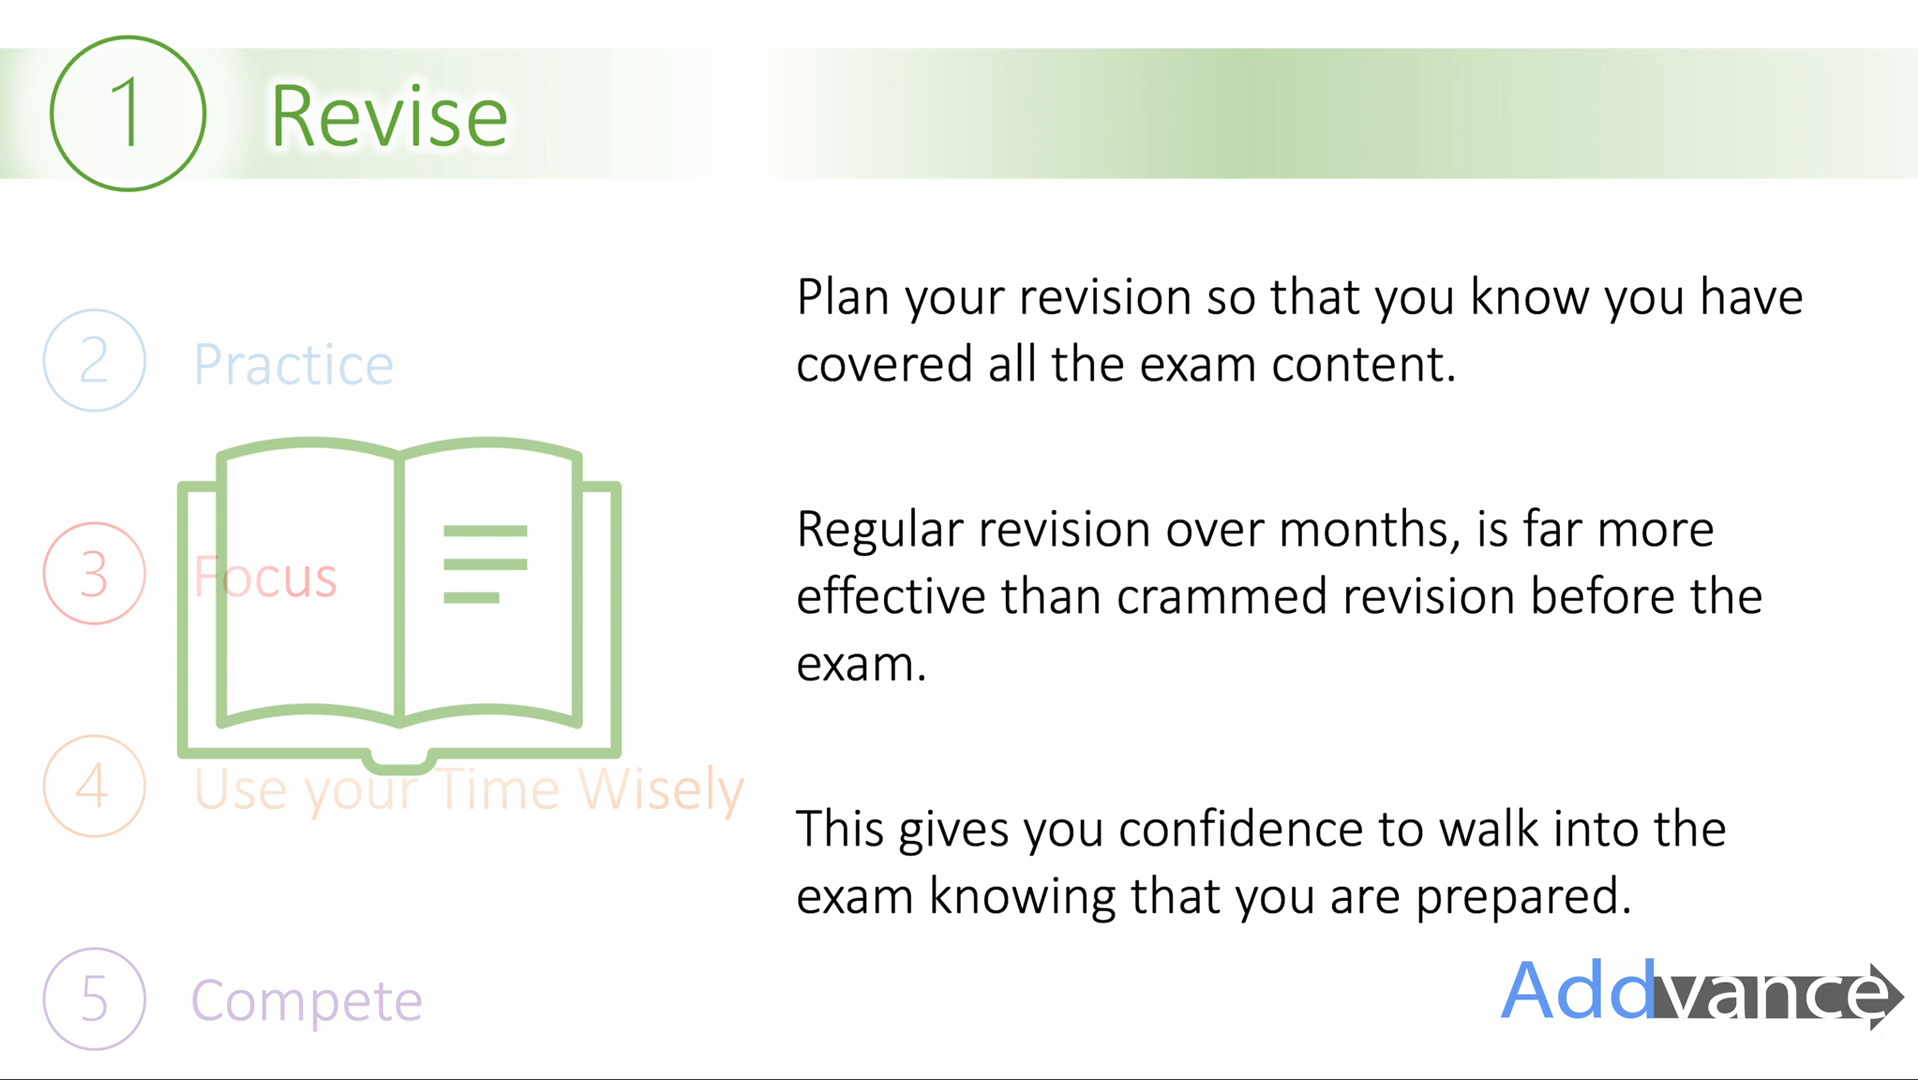 1 Revise
2 Practice
3 Focus
4 Use your Time Wisely
5 Compete
Plan your revision so that you know you have
covered all the exam content.
Regular revision over months, is far more
effective than crammed revision before the
exam.
This gives you confidence to walk into the
exam knowing that you are prepared.
Addvance